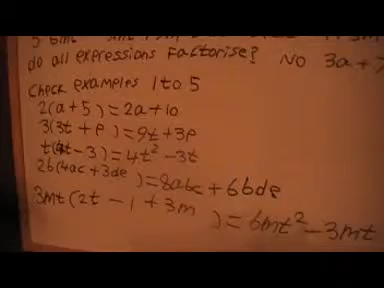 do all expressions factorise? NO 3a + 7
Check examples 1 to 5
2(a + 5) = 2a + 10
3(3t + p) = 9t + 3p
t(4t - 3) = 4t² - 3t
2b(4ac + 3de) = 8abc + 6bde
3mt(2t - 1 + 3m) = 6mt² - 3mt